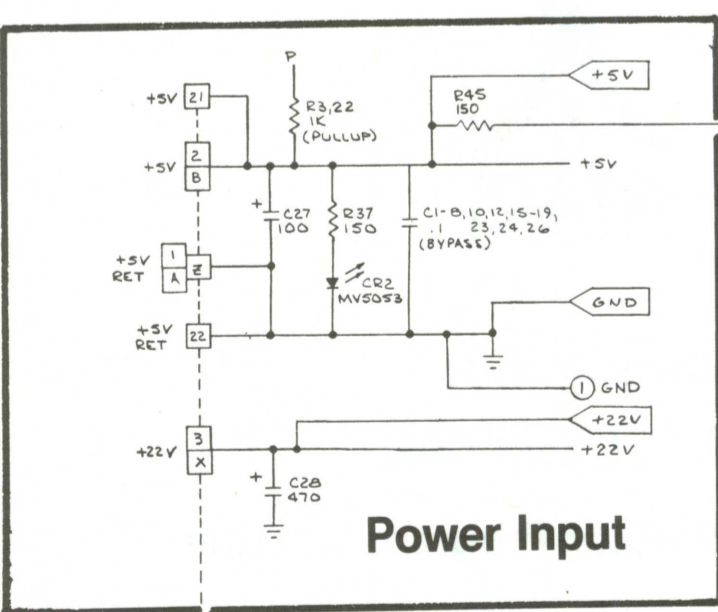 P
+5V
21
R3,22
1K
(PULLUP)
R45
150
+5V
+5V
2
B
+5V
+
C27
100
R37
150
C1-8,10,12,15-19,
.1 23,24,26
(BYPASS)
+5V
RET
1
A
Z
CR2
MV5053
+5V
RET
22
GND
1 GND
+22V
+22V
3
X
+22V
+
C28
470
Power Input